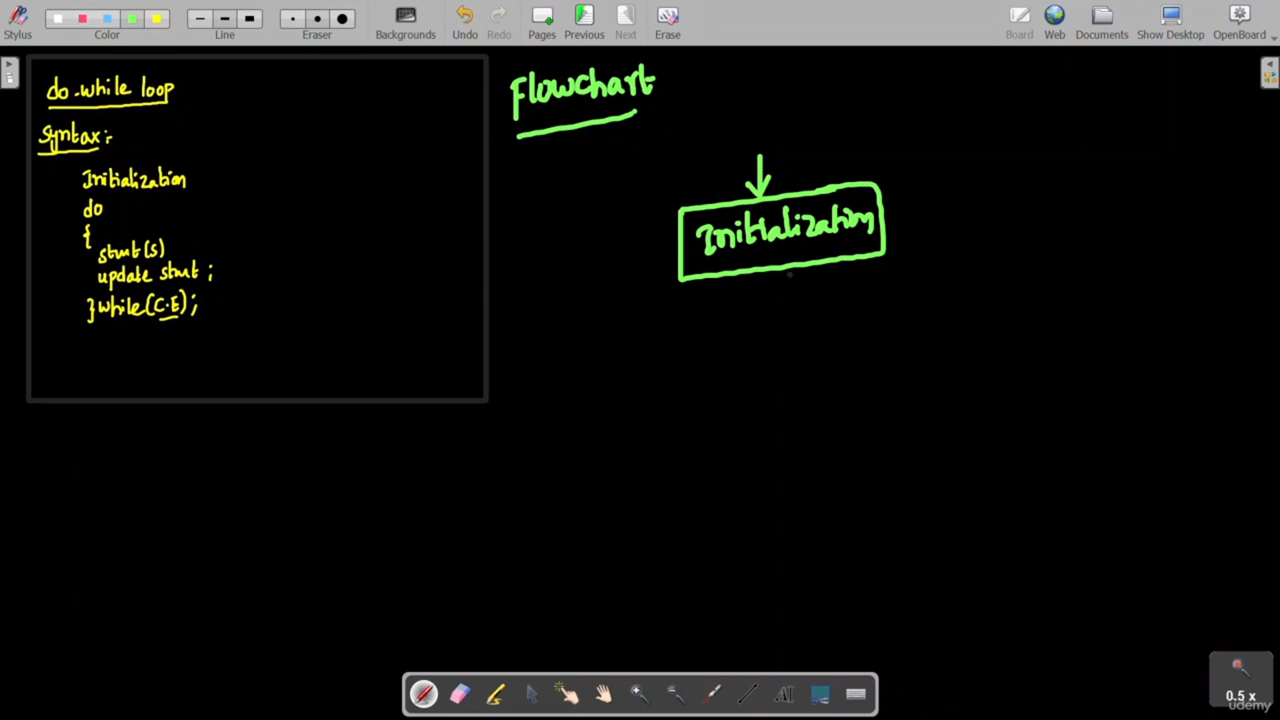 Stylus
Color
Line
Eraser
Backgrounds
Undo
Redo
Pages
Previous
Next
Erase
Board
Web
Documents
Show Desktop
OpenBoard
do-while loop
Syntax:
Initialization
do
{
stmt(s)
update stmt ;
}while(C.E);
Flowchart
Initialization
AI
0.5 x
udemy